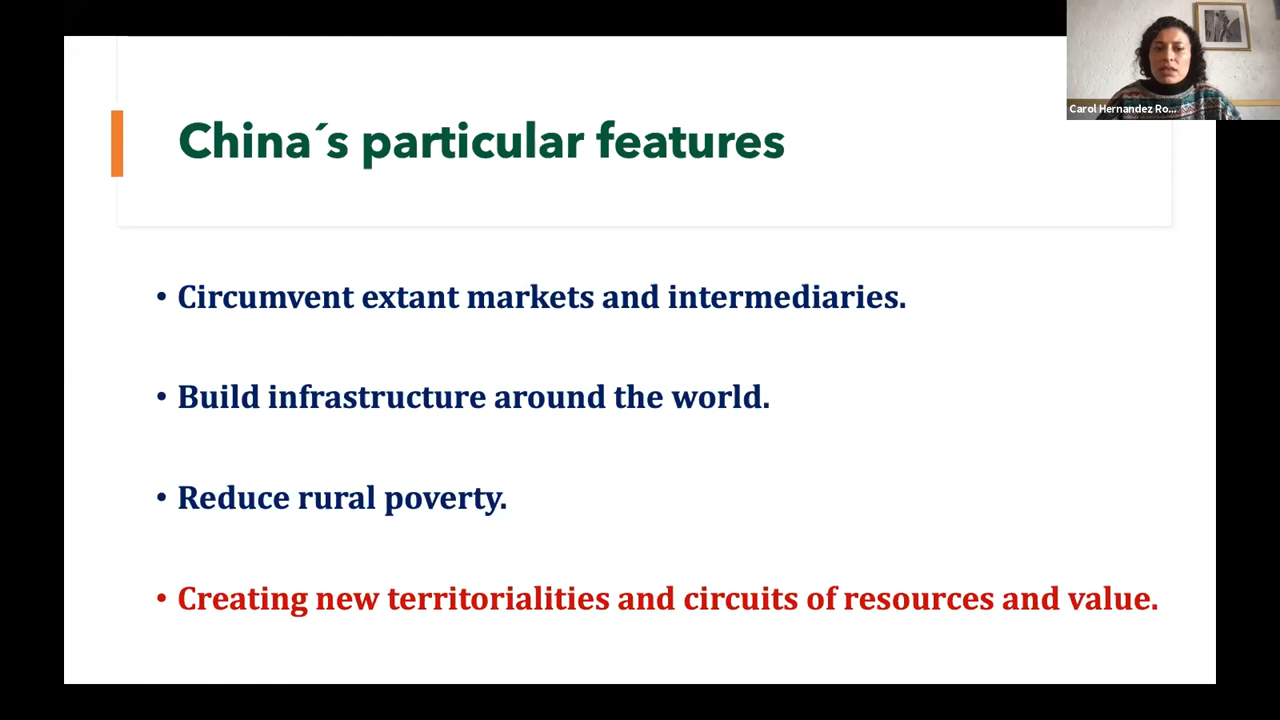 Carol Hernandez Ro...
China´s particular features
• Circumvent extant markets and intermediaries.
• Build infrastructure around the world.
• Reduce rural poverty.
• Creating new territorialities and circuits of resources and value.